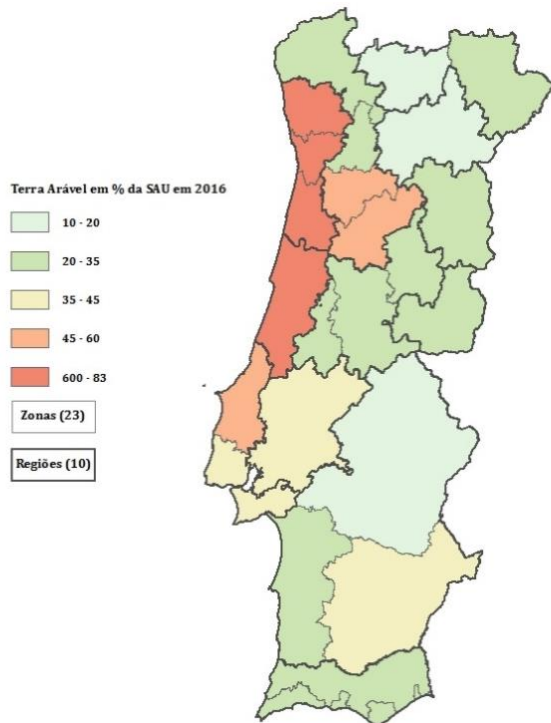 Terra Arável em % da SAU em 2016
10 - 20
20 - 35
35 - 45
45 - 60
600 - 83
Zonas (23)
Regiões (10)